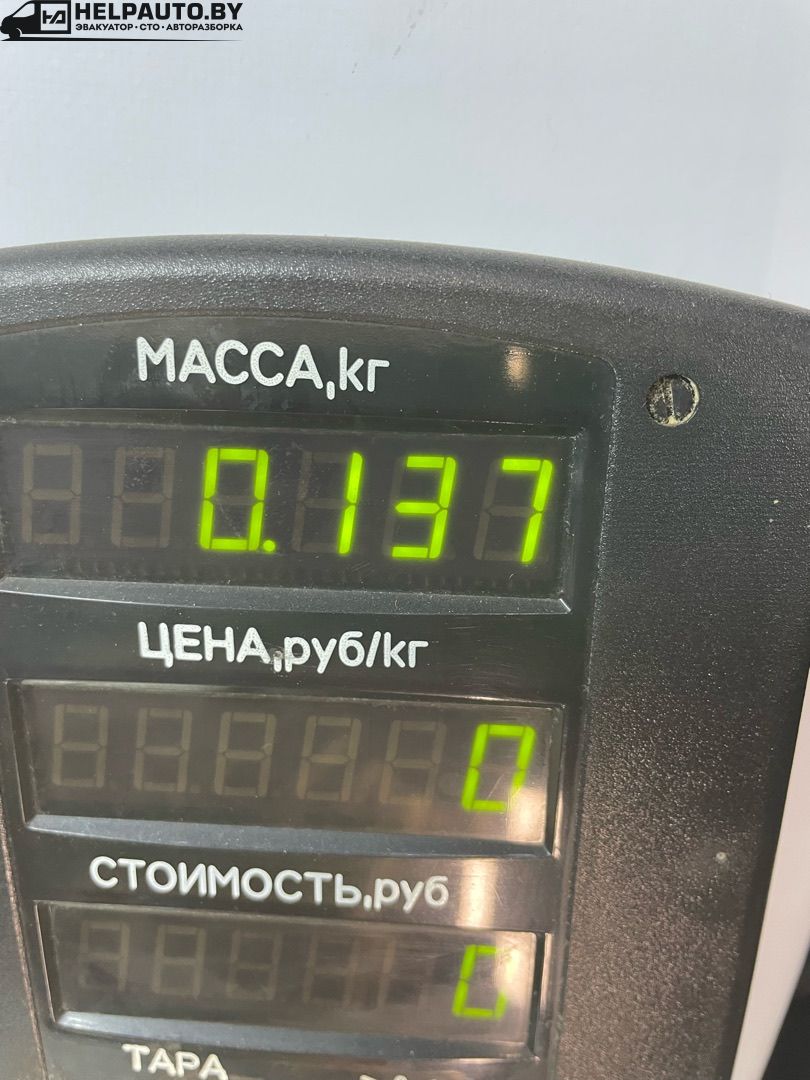 HELPAUTO.BY
ЭВАКУАТОР • СТО • АВТОРАЗБОРКА
МАССА,кг
0.137
ЦЕНА,руб/кг
0
СТОИМОСТЬ,руб
0
ТАРА